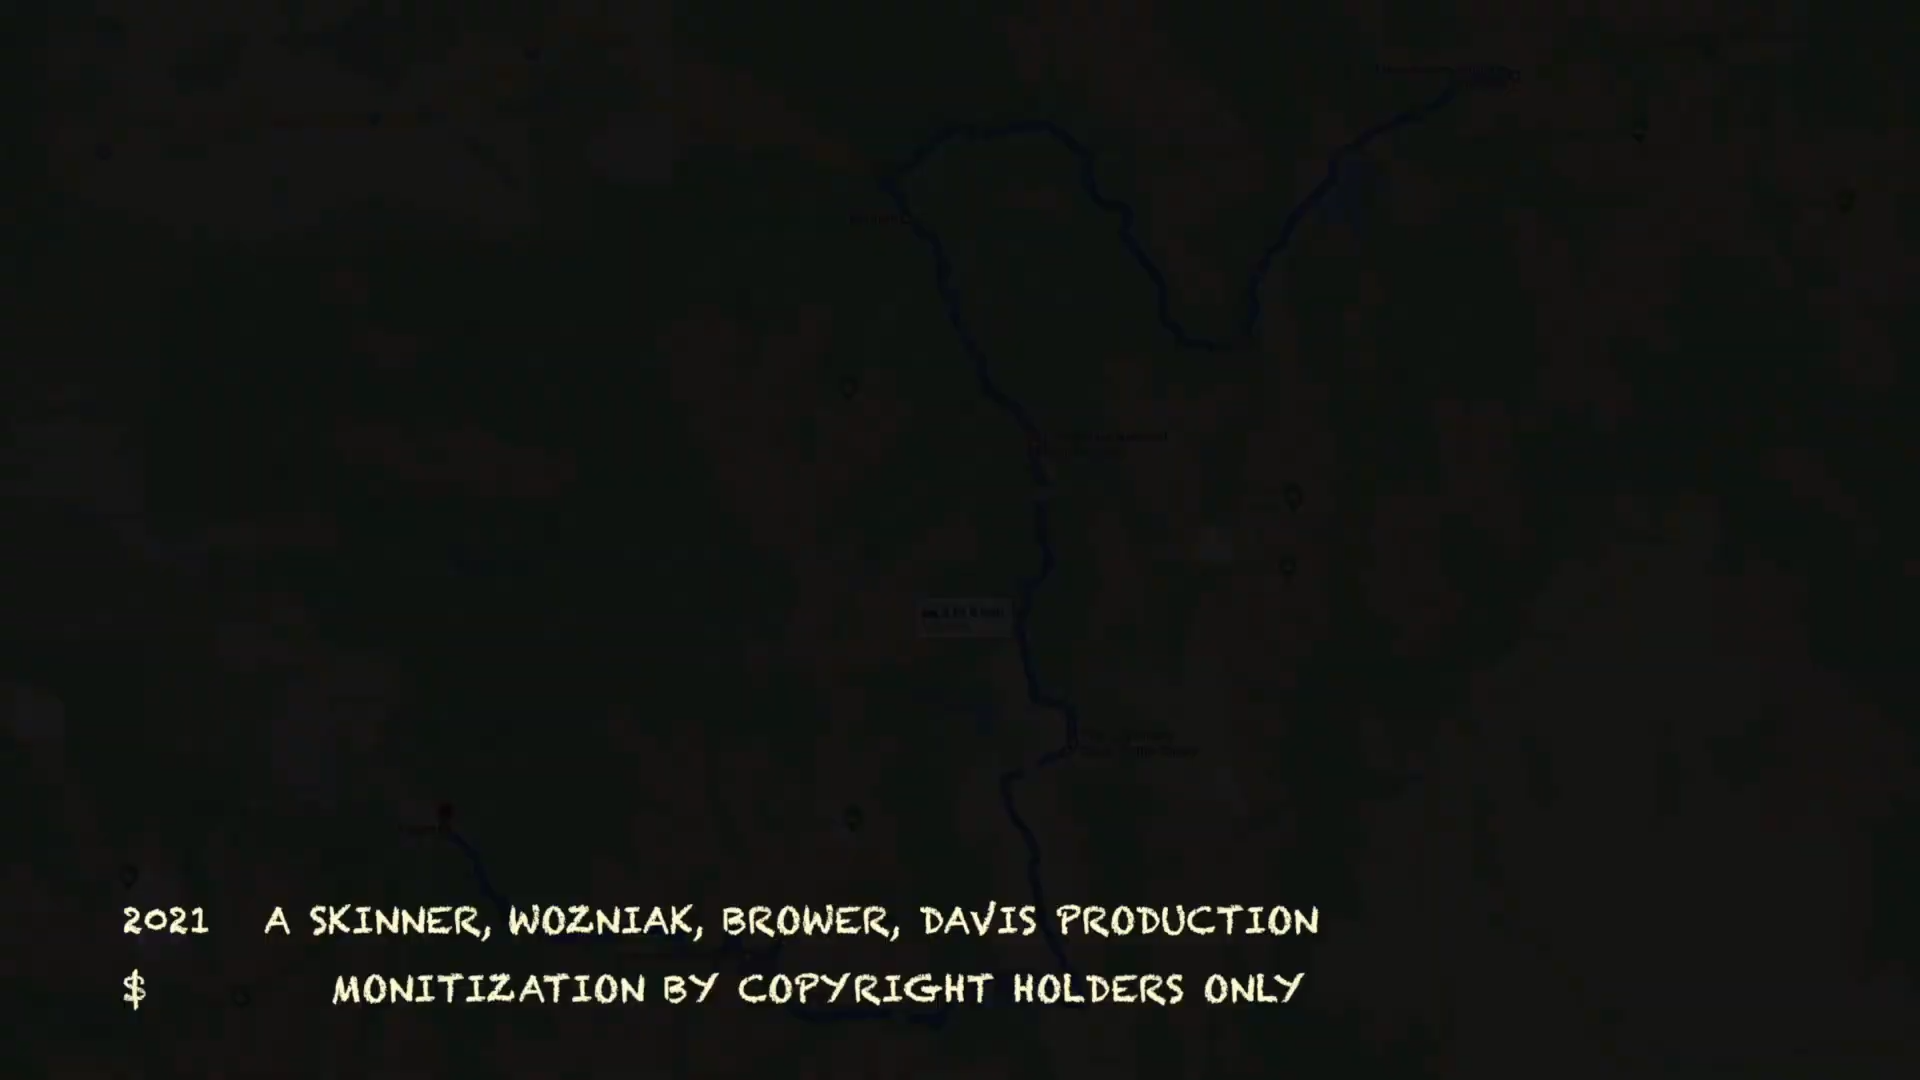 2021 A SKINNER, WOZNIAK, BROWER, DAVIS PRODUCTION
$ MONITIZATION BY COPYRIGHT HOLDERS ONLY